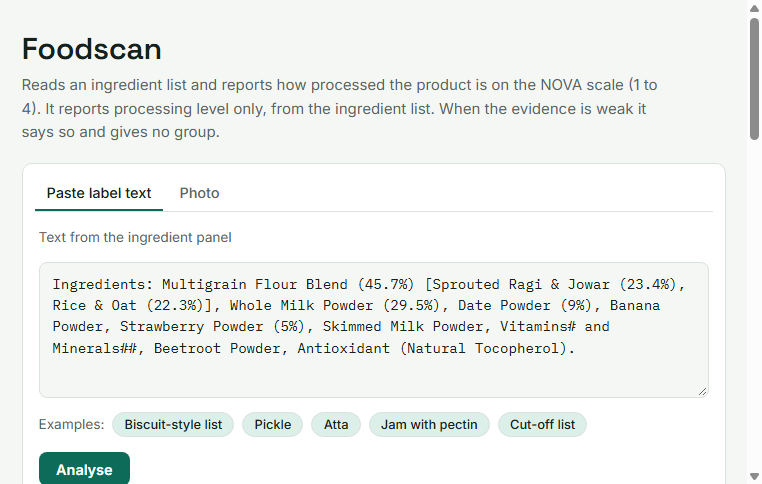 Foodscan
Reads an ingredient list and reports how processed the product is on the NOVA scale (1 to
4). It reports processing level only, from the ingredient list. When the evidence is weak it
says so and gives no group.
Paste label text
Photo
Text from the ingredient panel
Ingredients: Multigrain Flour Blend (45.7%) [Sprouted Ragi & Jowar (23.4%),
Rice & Oat (22.3%)], Whole Milk Powder (29.5%), Date Powder (9%), Banana
Powder, Strawberry Powder (5%), Skimmed Milk Powder, Vitamins# and
Minerals##, Beetroot Powder, Antioxidant (Natural Tocopherol).
Examples: Biscuit-style list Pickle Atta Jam with pectin Cut-off list
Analyse